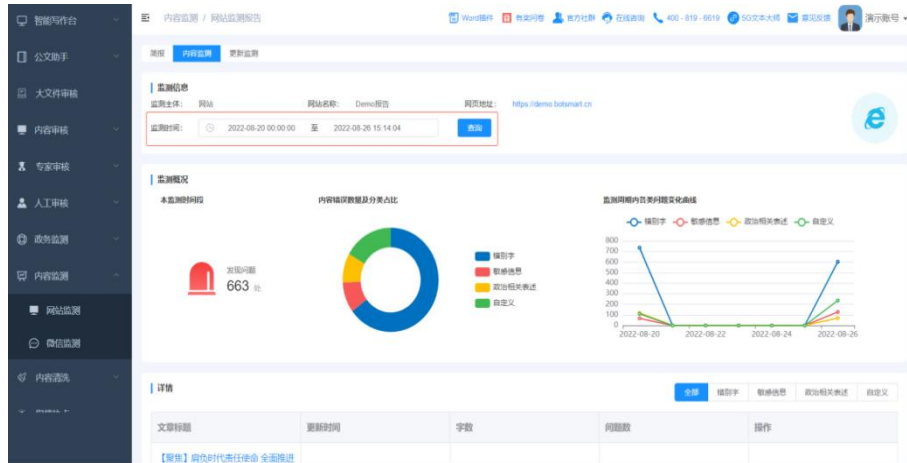 智能写作台
内容监测 / 网站监测报告
Word插件 有奖问卷 官方社群 在线咨询 400 - 819 - 6619 5G文本大师 意见反馈 演示账号
公文助手
大文件审核
内容审核
专家审核
人工审核
政务监测
内容监测
网站监测
微信监测
内容清洗
简报 内容监测 更新监测
监测信息
监测主体： 网站 网站名称： Demo报告 网页地址： https://demo.botsmart.cn
监测时间： 2022-08-20 00:00:00 至 2022-08-26 15:14:04 查询
监测概况
本监测时间段 内容错误数量及分类占比 监测周期内各类问题变化曲线
发现问题
663 处
错别字
敏感信息
政治相关表述
自定义
错别字 敏感信息 政治相关表述 自定义
800
700
600
500
400
300
200
100
0
2022-08-20 2022-08-22 2022-08-24 2022-08-26
详情
全部 错别字 敏感信息 政治相关表述 自定义
文章标题 更新时间 字数 问题数 操作
【聚焦】肩负时代责任使命 全面推进